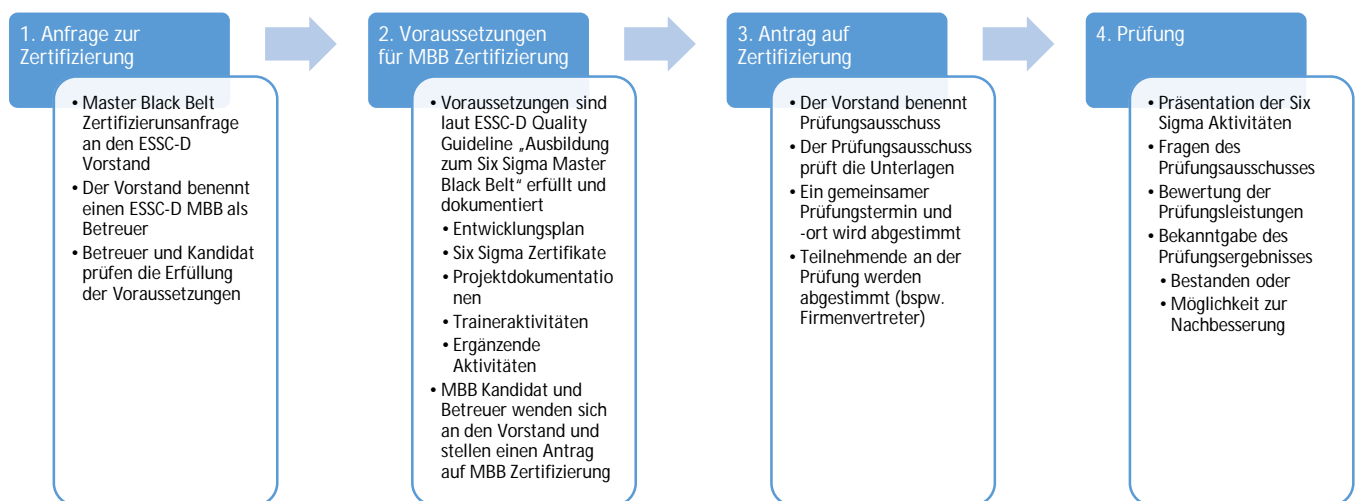 1. Anfrage zur
Zertifizierung
• Master Black Belt
Zertifizierunsanfrage
an den ESSC-D
Vorstand
• Der Vorstand benennt
einen ESSC-D MBB als
Betreuer
• Betreuer und Kandidat
prüfen die Erfüllung
der Voraussetzungen
2. Voraussetzungen
für MBB Zertifizierung
• Voraussetzungen sind
laut ESSC-D Quality
Guideline „Ausbildung
zum Six Sigma Master
Black Belt“ erfüllt und
dokumentiert
• Entwicklungsplan
• Six Sigma Zertifikate
• Projektdokumentatio
nen
• Traineraktivitäten
• Ergänzende
Aktivitäten
• MBB Kandidat und
Betreuer wenden sich
an den Vorstand und
stellen einen Antrag
auf MBB Zertifizierung
3. Antrag auf
Zertifizierung
• Der Vorstand benennt
Prüfungsausschuss
• Der Prüfungsausschuss
prüft die Unterlagen
• Ein gemeinsamer
Prüfungstermin und
-ort wird abgestimmt
• Teilnehmende an der
Prüfung werden
abgestimmt (bspw.
Firmenvertreter)
4. Prüfung
• Präsentation der Six
Sigma Aktivitäten
• Fragen des
Prüfungsausschusses
• Bewertung der
Prüfungsleistungen
• Bekanntgabe des
Prüfungsergebnisses
• Bestanden oder
• Möglichkeit zur
Nachbesserung